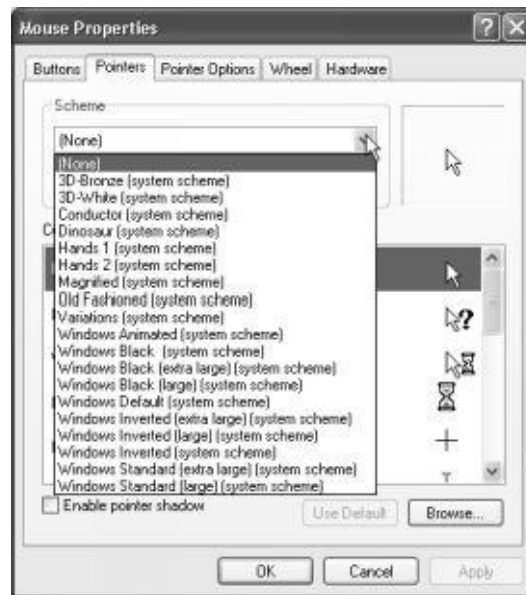 Mouse Properties
Buttons Pointers Pointer Options Wheel Hardware
Scheme
(None)
(None)
3D-Bronze (system scheme)
3D-White (system scheme)
Conductor (system scheme)
Dinosaur (system scheme)
Hands 1 (system scheme)
Hands 2 (system scheme)
Magnified (system scheme)
Old Fashioned (system scheme)
Variations (system scheme)
Windows Animated (system scheme)
Windows Black (system scheme)
Windows Black (extra large) (system scheme)
Windows Black (large) (system scheme)
Windows Default (system scheme)
Windows Inverted (extra large) (system scheme)
Windows Inverted (large) (system scheme)
Windows Inverted (system scheme)
Windows Standard (extra large) (system scheme)
Windows Standard (large) (system scheme)
Enable pointer shadow
Use Default Browse...
OK Cancel Apply